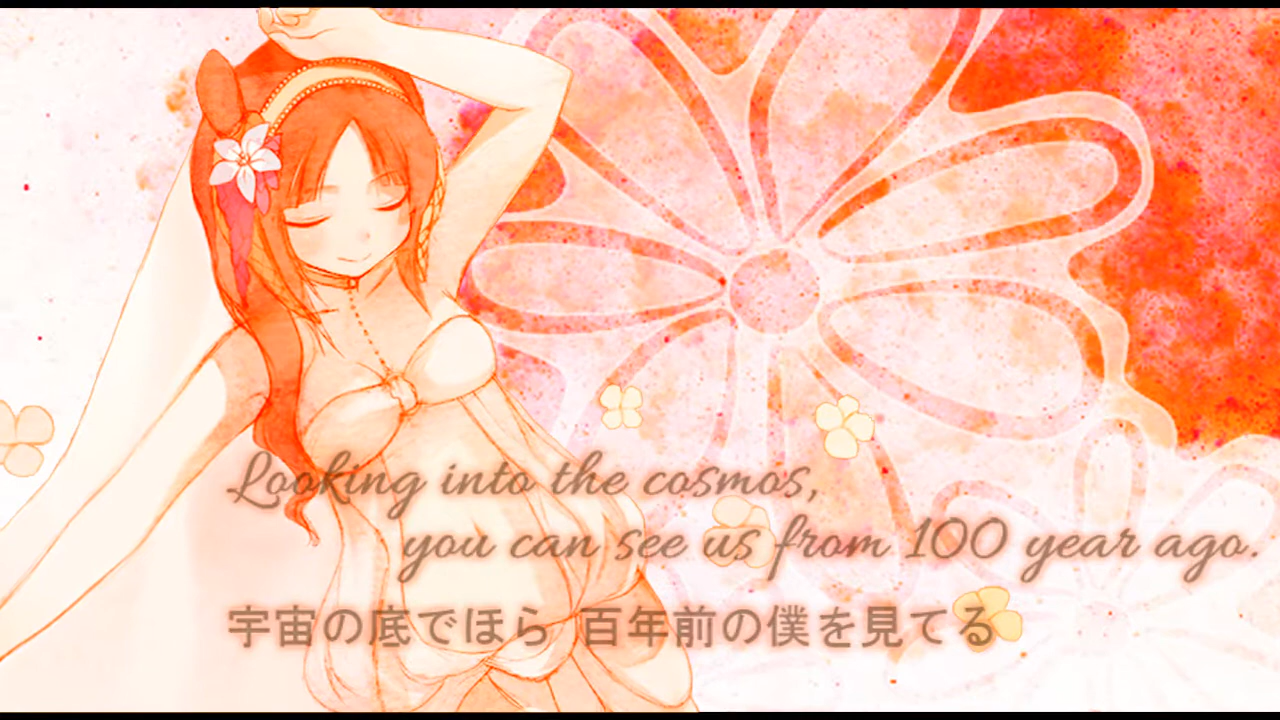 Looking into the cosmos,
you can see us from 100 year ago.
宇宙の底でほら 百年前の僕を見てる